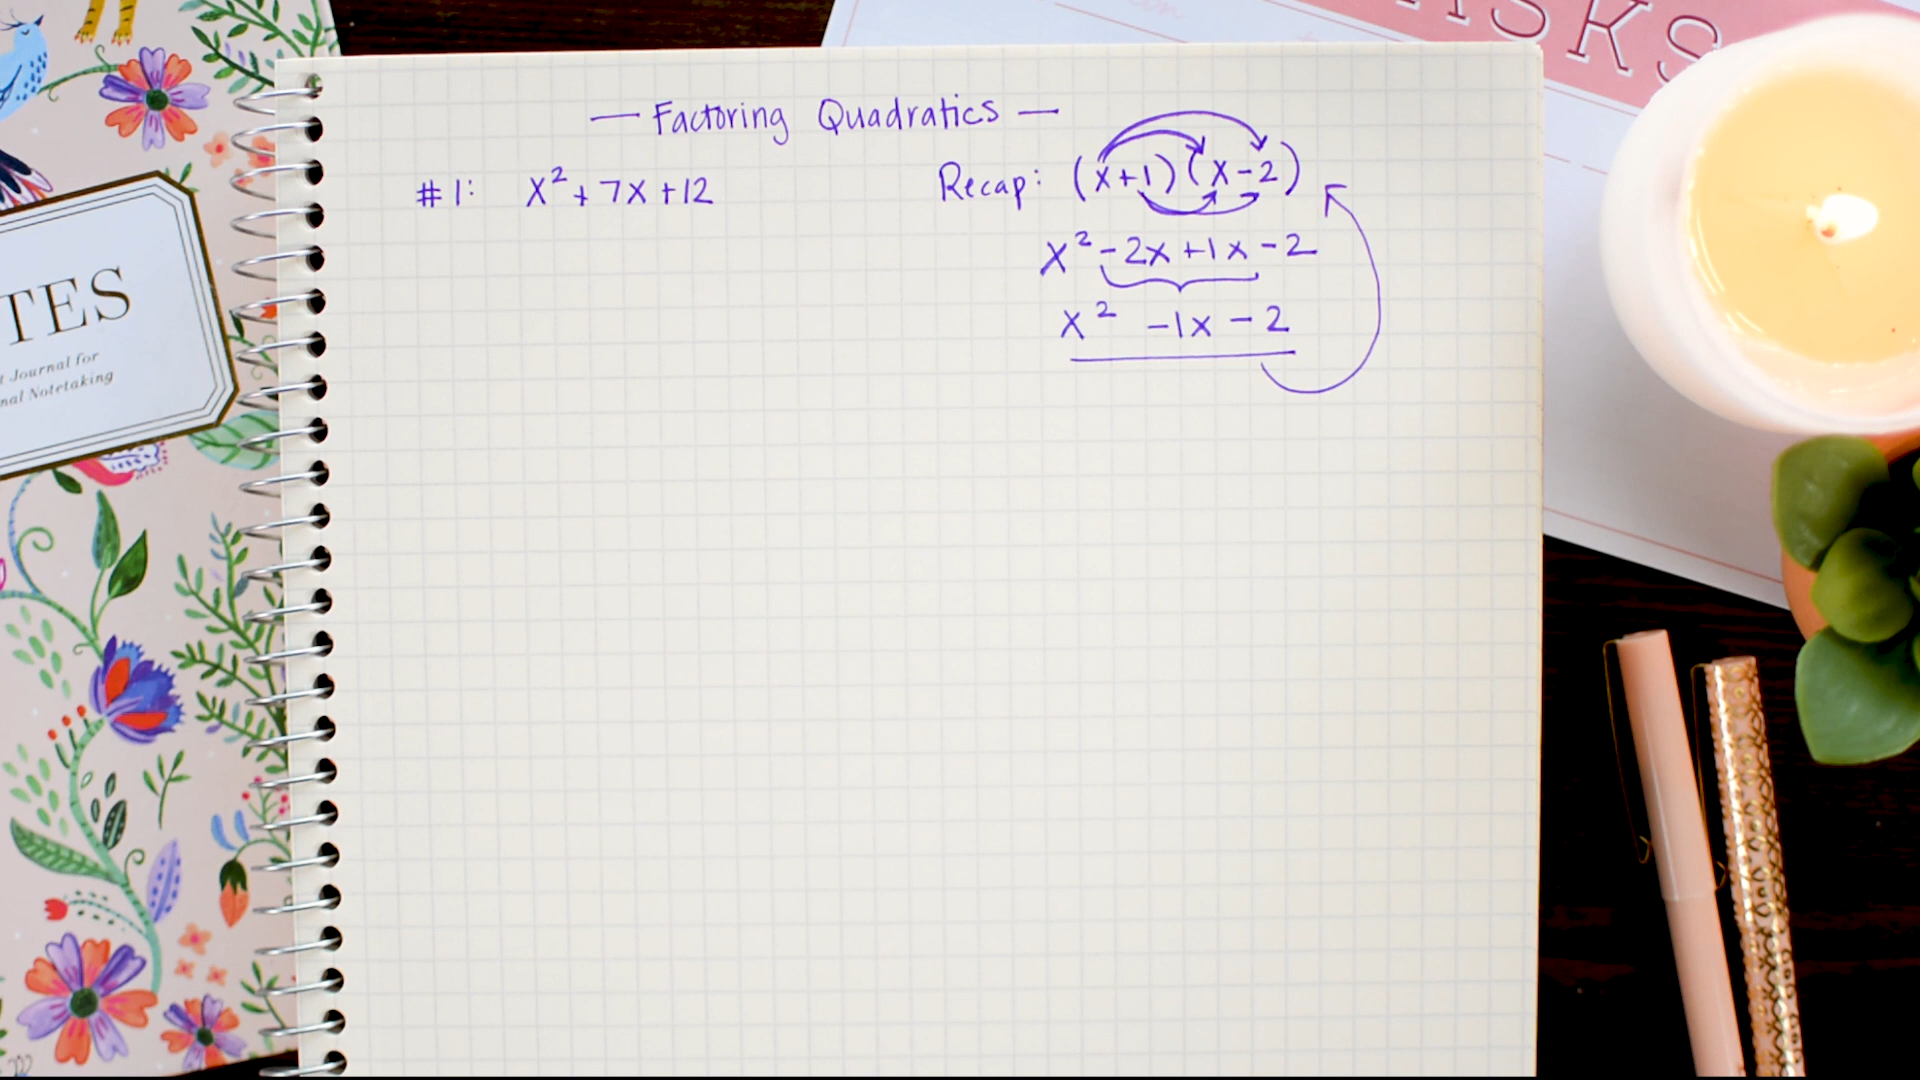 — Factoring Quadratics —
#1: x² + 7x + 12
Recap: (x+1)(x-2)
x² - 2x + 1x - 2
x² - 1x - 2
TES
Journal for
Notetaking
SKS